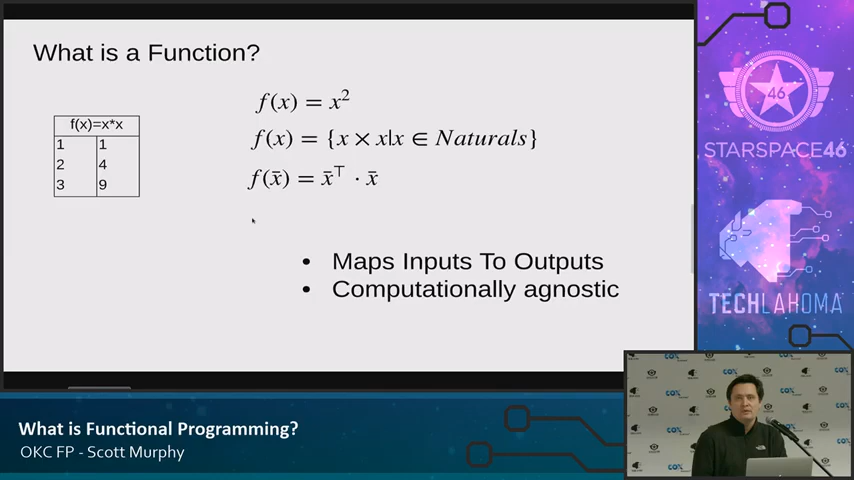 What is a Function?
f(x)=x*x
1 1
2 4
3 9
f(x) = x²
f(x) = {x × x|x ∈ Naturals}
f(x̄) = x̄⊤ · x̄
• Maps Inputs To Outputs
• Computationally agnostic
46
STARSPACE46
TECHLAHOMA
What is Functional Programming?
OKC FP - Scott Murphy
COX